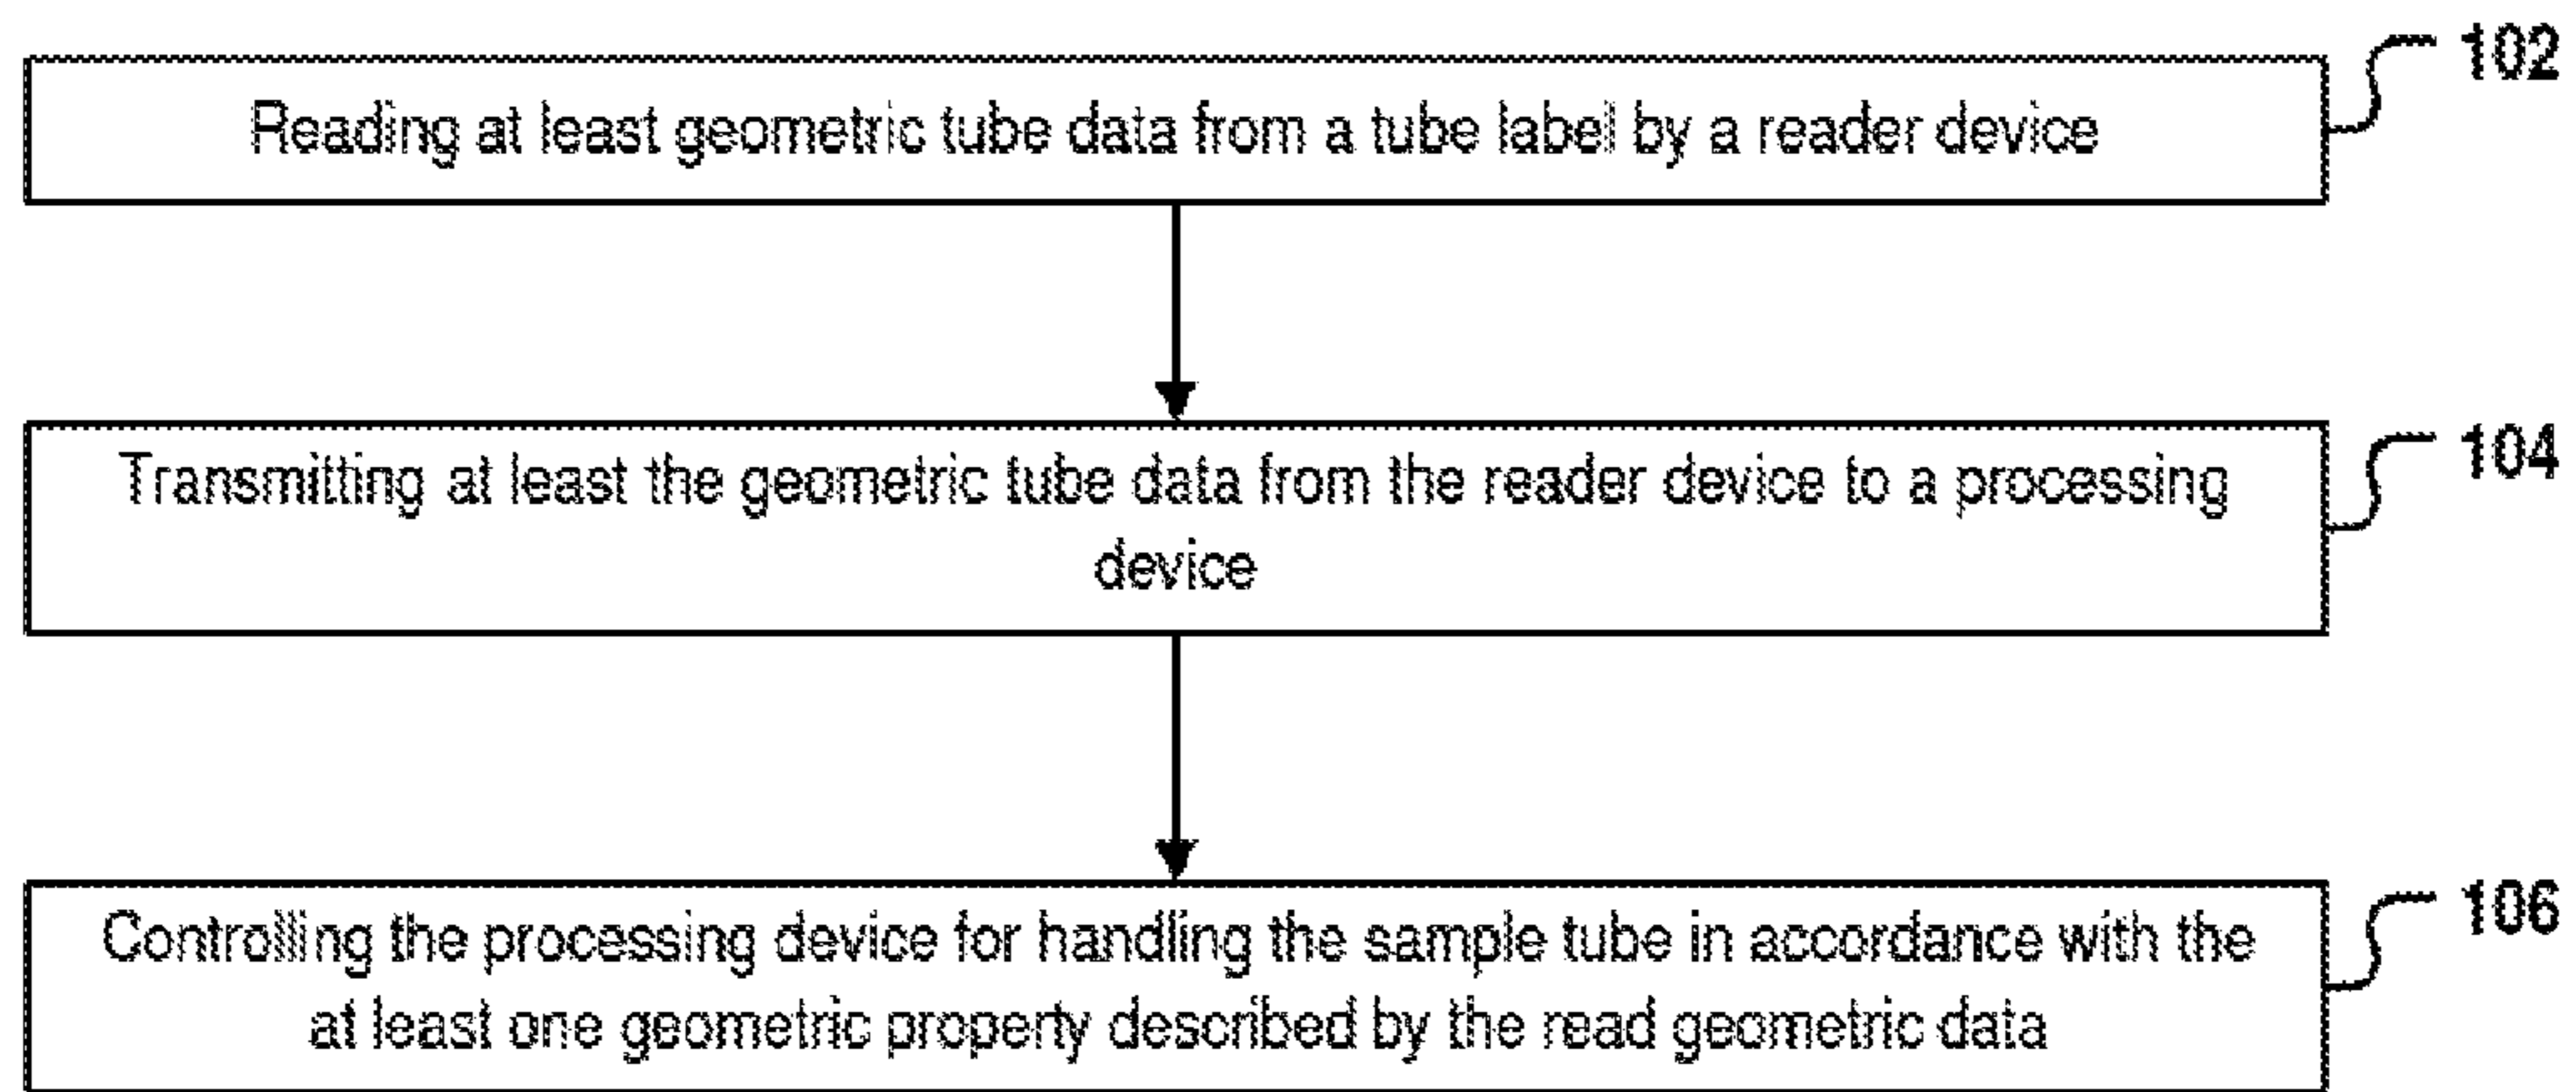 102
Reading at least geometric tube data from a tube label by a reader device
104
Transmitting at least the geometric tube data from the reader device to a processing
device
106
Controlling the processing device for handling the sample tube in accordance with the
at least one geometric property described by the read geometric data